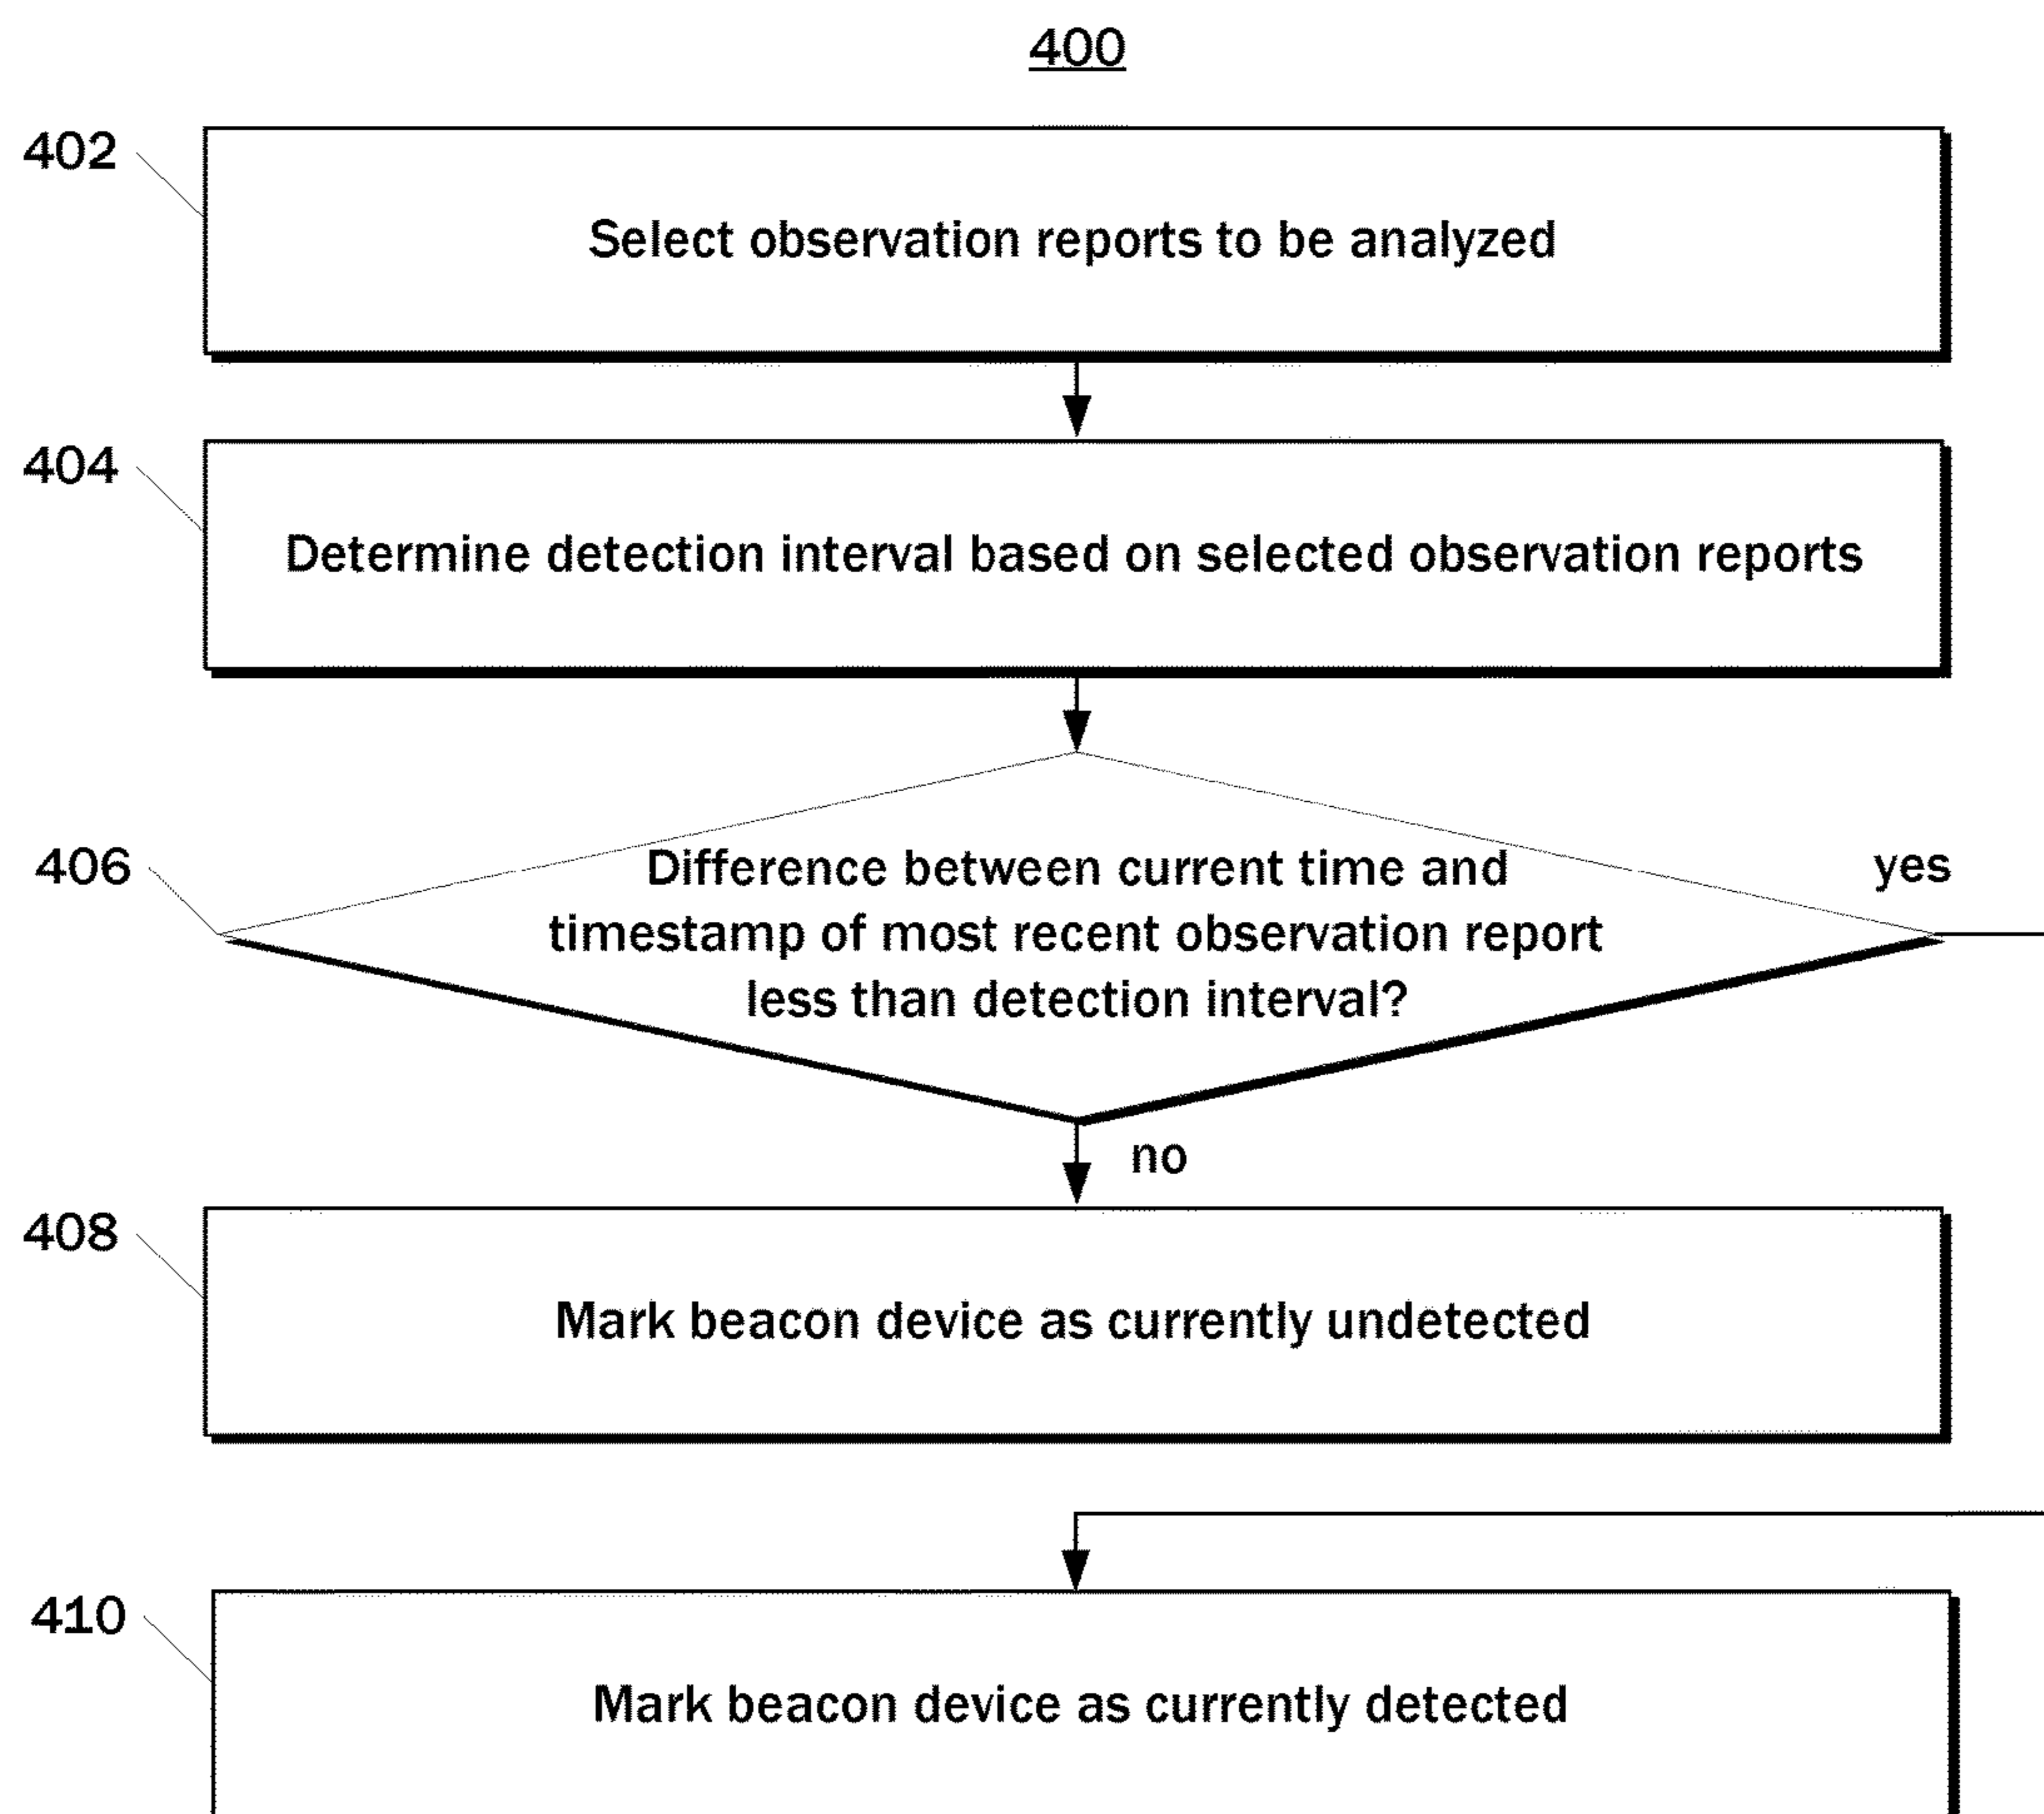 400
402
Select observation reports to be analyzed
404
Determine detection interval based on selected observation reports
406
Difference between current time and
timestamp of most recent observation report
less than detection interval?
yes
no
408
Mark beacon device as currently undetected
410
Mark beacon device as currently detected